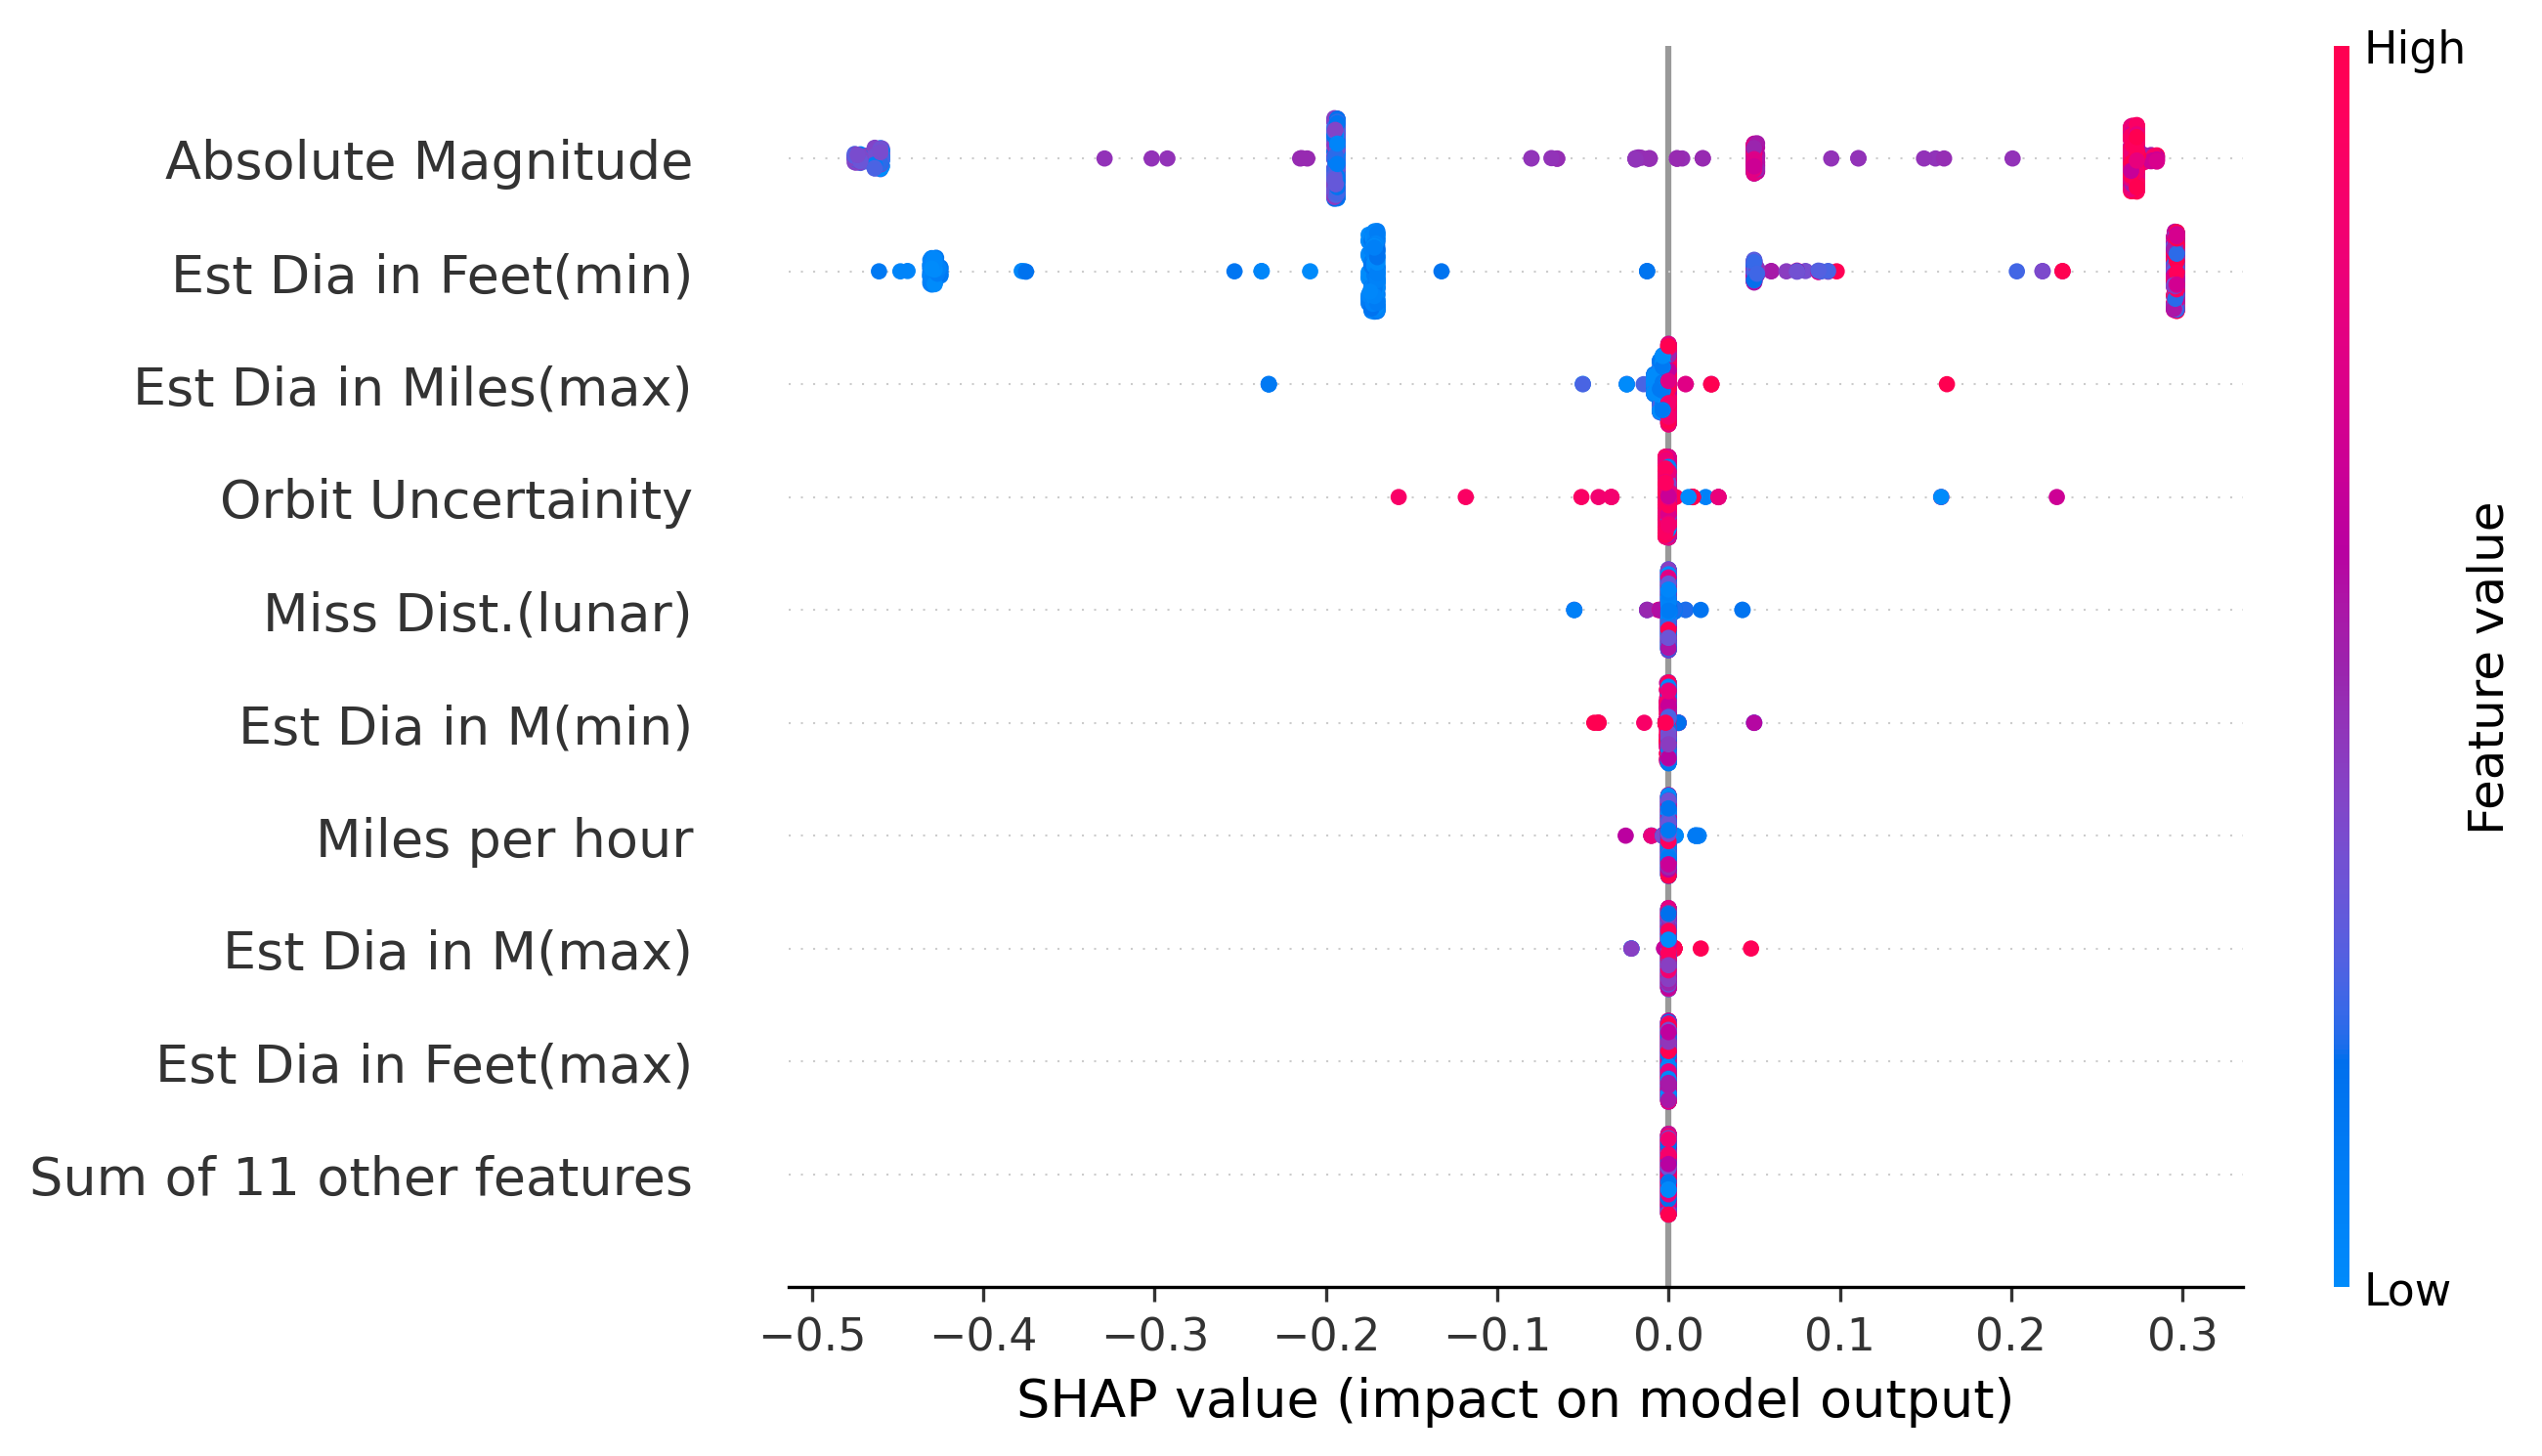 High
Absolute Magnitude
Est Dia in Feet(min)
Est Dia in Miles(max)
Orbit Uncertainity
Miss Dist.(lunar)
Est Dia in M(min)
Miles per hour
Est Dia in M(max)
Est Dia in Feet(max)
Sum of 11 other features
Feature value
Low
−0.5 −0.4 −0.3 −0.2 −0.1 0.0 0.1 0.2 0.3
SHAP value (impact on model output)